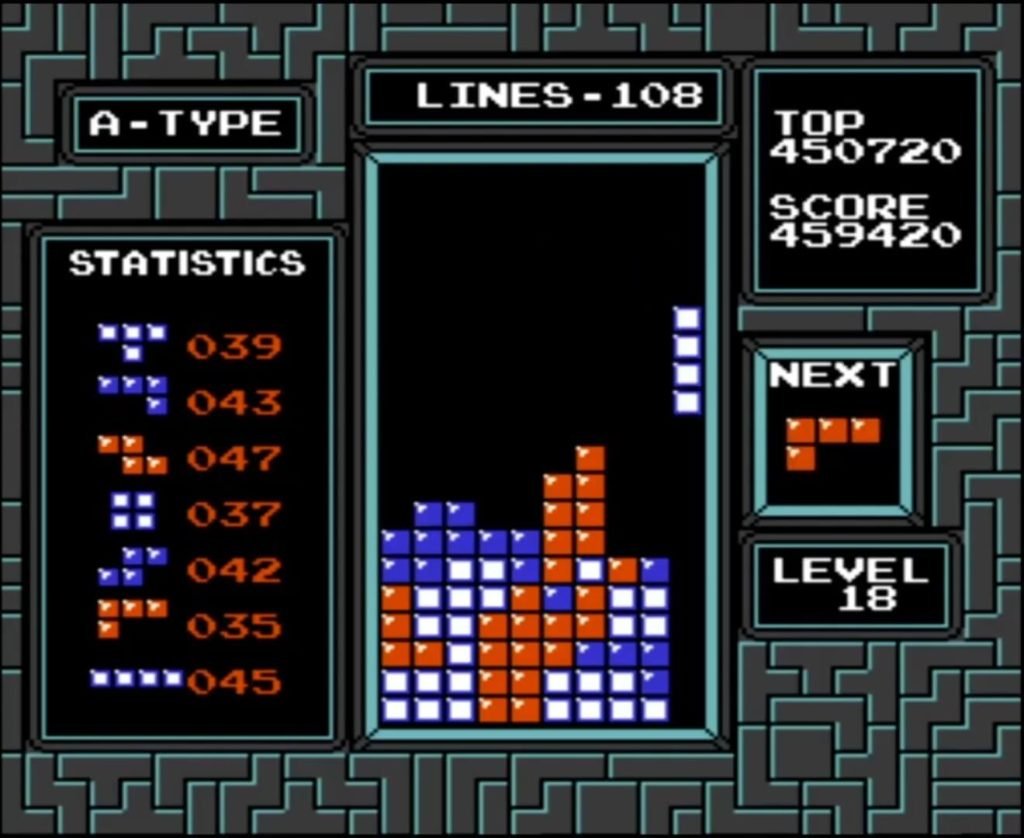 A-TYPE
LINES-108
TOP
450720
SCORE
459420
STATISTICS
039
043
047
037
042
035
045
NEXT
LEVEL
18